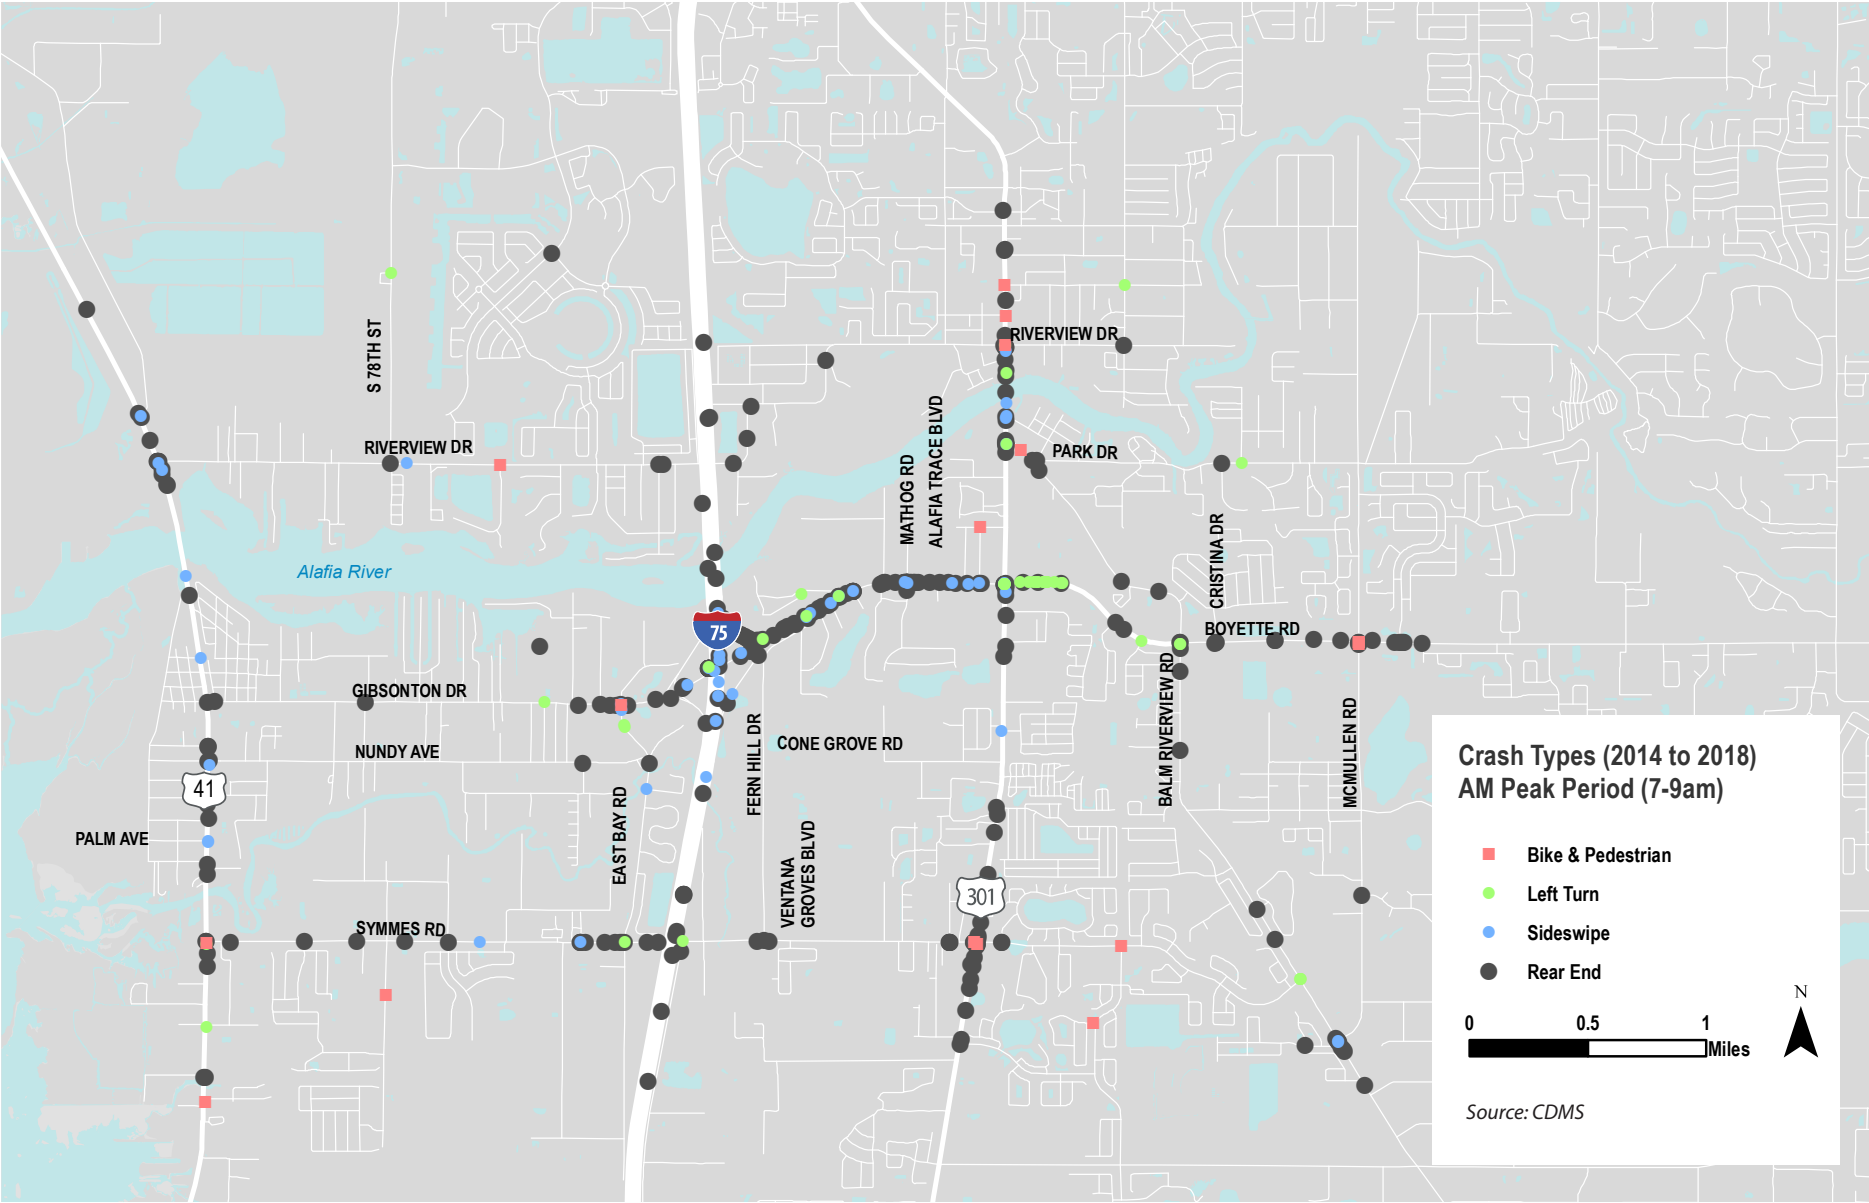 RIVERVIEW DR
S 78TH ST
RIVERVIEW DR
PARK DR
MATHOG RD
ALAFIA TRACE BLVD
Alafia River
CRISTINA DR
75
BOYETTE RD
GIBSONTON DR
NUNDY AVE
CONE GROVE RD
FERN HILL DR
BALM RIVERVIEW RD
MCMULLEN RD
41
PALM AVE
EAST BAY RD
VENTANA
GROVES BLVD
301
SYMMES RD
Crash Types (2014 to 2018)
AM Peak Period (7-9am)
Bike & Pedestrian
Left Turn
Sideswipe
Rear End
N
0 0.5 1
Miles
Source: CDMS